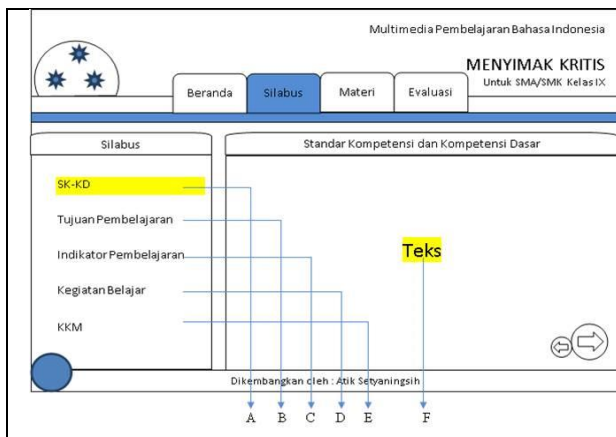 Multimedia Pembelajaran Bahasa Indonesia
MENYIMAK KRITIS
Untuk SMA/SMK Kelas IX
Beranda
Silabus
Materi
Evaluasi
Silabus
Standar Kompetensi dan Kompetensi Dasar
SK-KD
Tujuan Pembelajaran
Indikator Pembelajaran
Kegiatan Belajar
KKM
Teks
Dikembangkan oleh : Atik Setyaningsih
A B C D E F